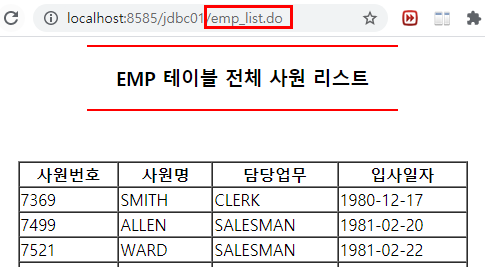 localhost:8585/jdbc01/emp_list.do
EMP 테이블 전체 사원 리스트
사원번호 사원명 담당업무 입사일자
7369 SMITH CLERK 1980-12-17
7499 ALLEN SALESMAN 1981-02-20
7521 WARD SALESMAN 1981-02-22